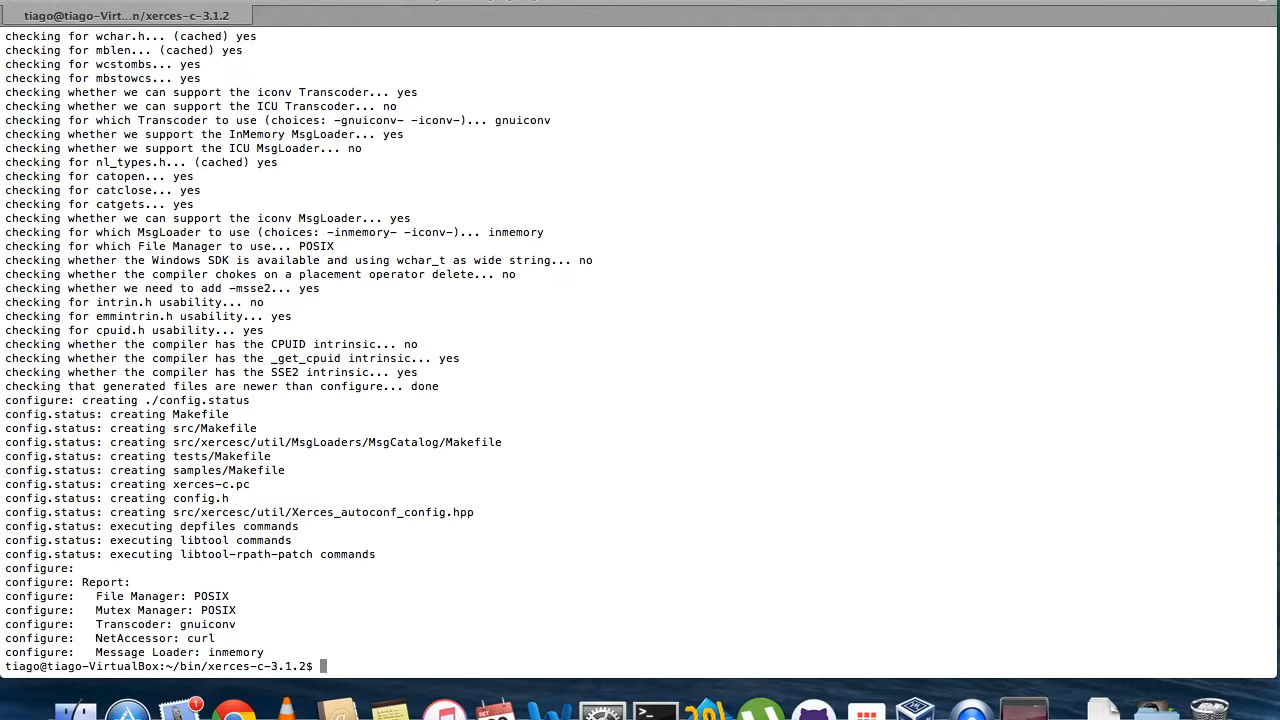 tiago@tiago-Virt...n/xerces-c-3.1.2
checking for wchar.h... (cached) yes
checking for mblen... (cached) yes
checking for wcstombs... yes
checking for mbstowcs... yes
checking whether we can support the iconv Transcoder... yes
checking whether we can support the ICU Transcoder... no
checking for which Transcoder to use (choices: -gnuiconv- -iconv-)... gnuiconv
checking whether we support the InMemory MsgLoader... yes
checking whether we support the ICU MsgLoader... no
checking for nl_types.h... (cached) yes
checking for catopen... yes
checking for catclose... yes
checking for catgets... yes
checking whether we can support the iconv MsgLoader... yes
checking for which MsgLoader to use (choices: -inmemory- -iconv-)... inmemory
checking for which File Manager to use... POSIX
checking whether the Windows SDK is available and using wchar_t as wide string... no
checking whether the compiler chokes on a placement operator delete... no
checking whether we need to add -msse2... yes
checking for intrin.h usability... no
checking for emmintrin.h usability... yes
checking for cpuid.h usability... yes
checking whether the compiler has the CPUID intrinsic... no
checking whether the compiler has the _get_cpuid intrinsic... yes
checking whether the compiler has the SSE2 intrinsic... yes
checking that generated files are newer than configure... done
configure: creating ./config.status
config.status: creating Makefile
config.status: creating src/Makefile
config.status: creating src/xercesc/util/MsgLoaders/MsgCatalog/Makefile
config.status: creating tests/Makefile
config.status: creating samples/Makefile
config.status: creating xerces-c.pc
config.status: creating config.h
config.status: creating src/xercesc/util/Xerces_autoconf_config.hpp
config.status: executing depfiles commands
config.status: executing libtool commands
config.status: executing libtool-rpath-patch commands
configure:
configure: Report:
configure:   File Manager: POSIX
configure:   Mutex Manager: POSIX
configure:   Transcoder: gnuiconv
configure:   NetAccessor: curl
configure:   Message Loader: inmemory
tiago@tiago-VirtualBox:~/bin/xerces-c-3.1.2$
1
SET